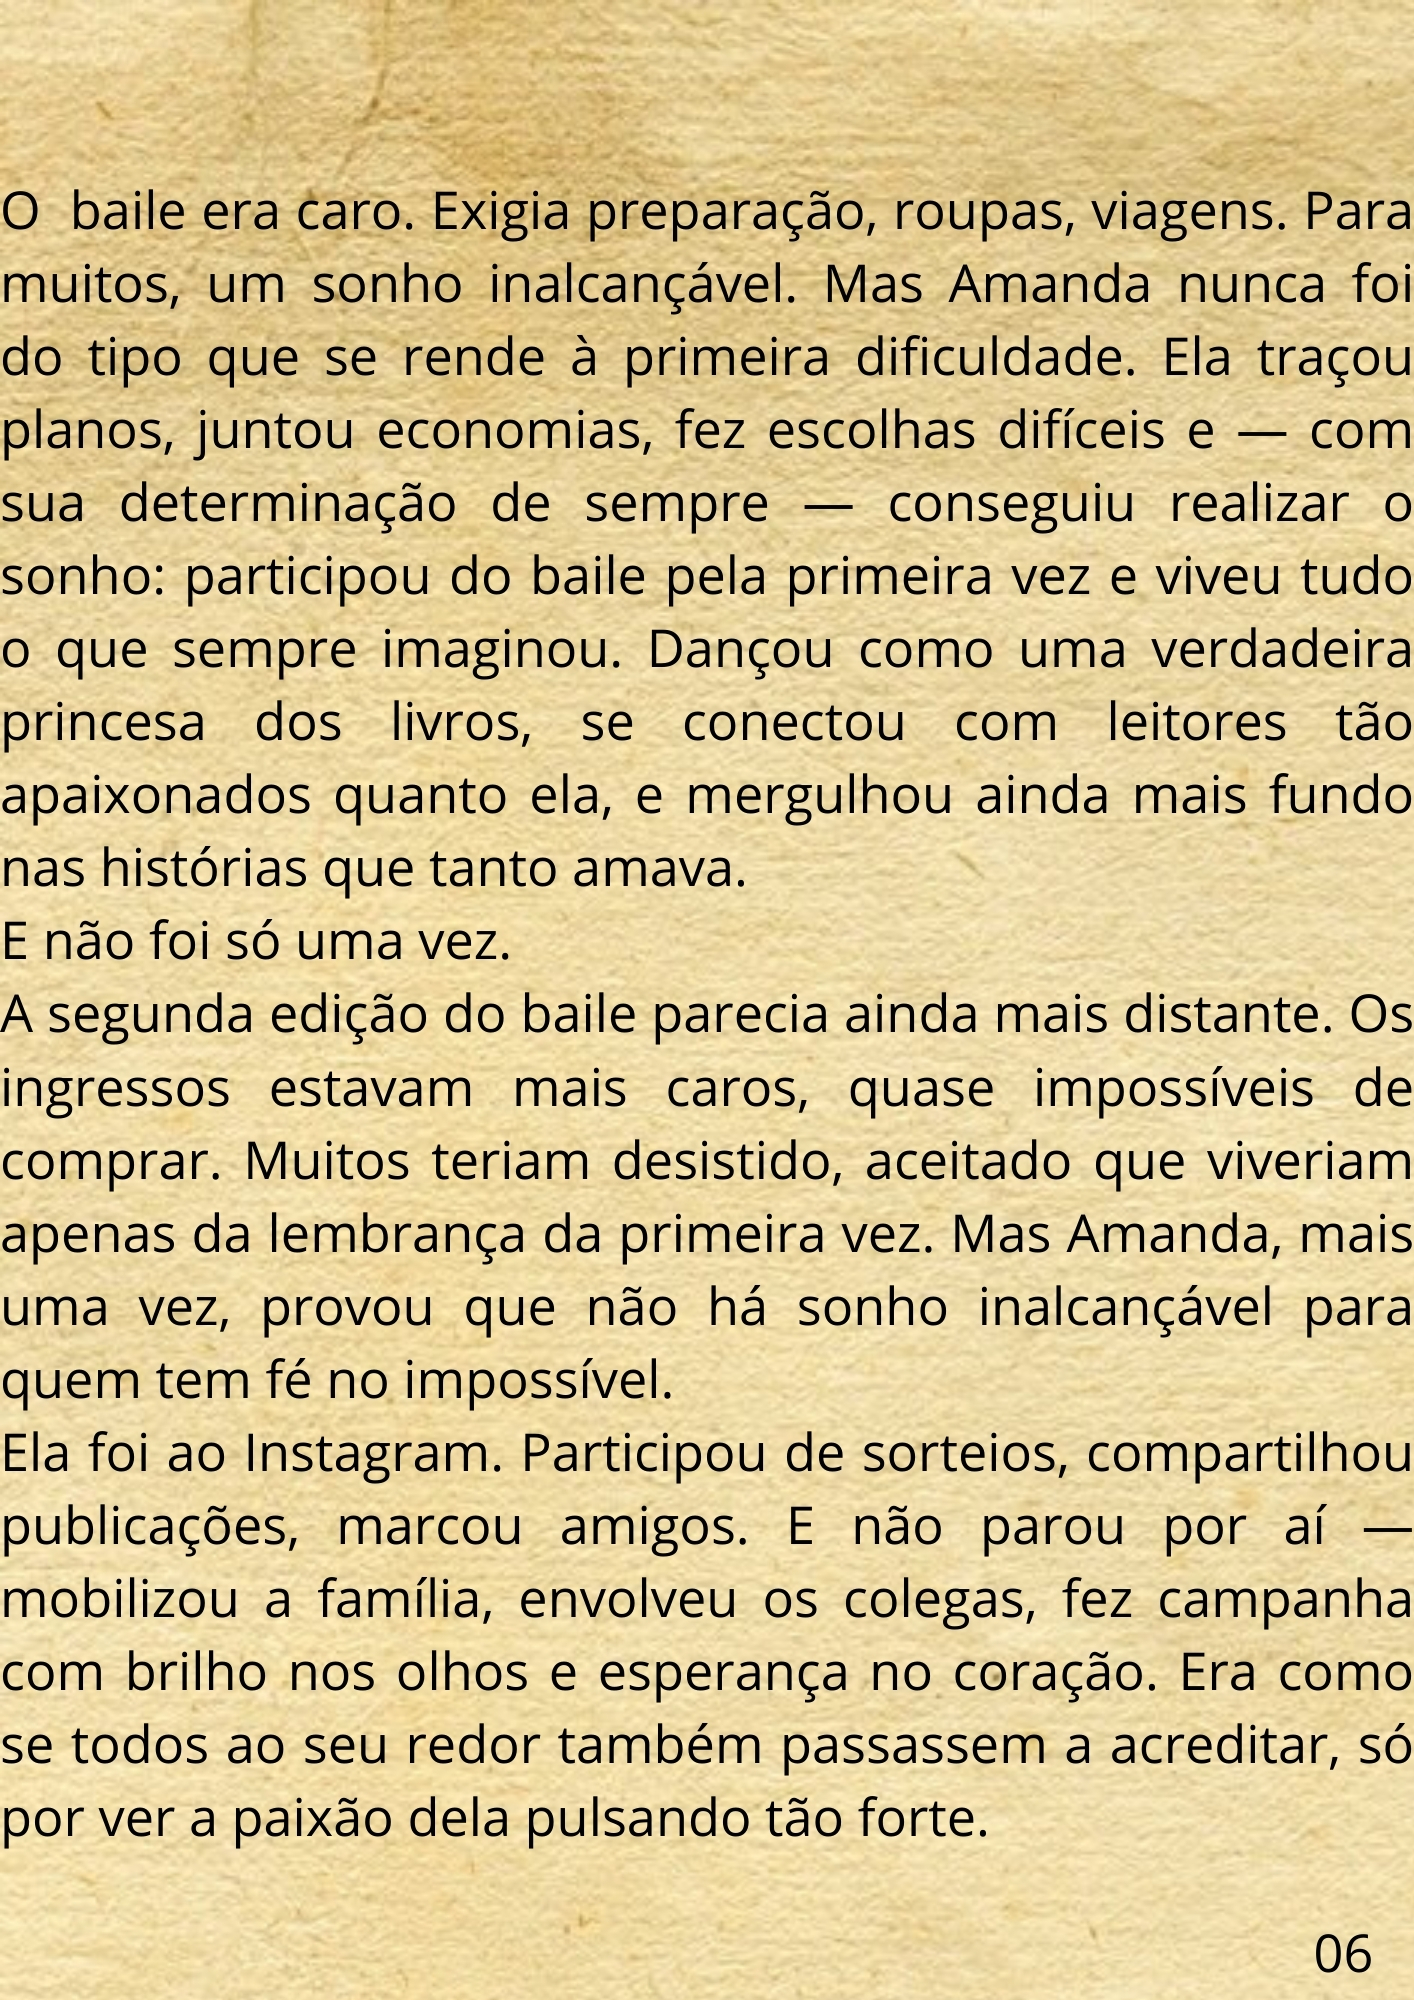 O  baile era caro. Exigia preparação, roupas, viagens. Para
muitos, um sonho inalcançável. Mas Amanda nunca foi
do tipo que se rende à primeira dificuldade. Ela traçou
planos, juntou economias, fez escolhas difíceis e — com
sua determinação de sempre — conseguiu realizar o
sonho: participou do baile pela primeira vez e viveu tudo
o que sempre imaginou. Dançou como uma verdadeira
princesa dos livros, se conectou com leitores tão
apaixonados quanto ela, e mergulhou ainda mais fundo
nas histórias que tanto amava.
E não foi só uma vez.
A segunda edição do baile parecia ainda mais distante. Os
ingressos estavam mais caros, quase impossíveis de
comprar. Muitos teriam desistido, aceitado que viveriam
apenas da lembrança da primeira vez. Mas Amanda, mais
uma vez, provou que não há sonho inalcançável para
quem tem fé no impossível.
Ela foi ao Instagram. Participou de sorteios, compartilhou
publicações, marcou amigos. E não parou por aí —
mobilizou a família, envolveu os colegas, fez campanha
com brilho nos olhos e esperança no coração. Era como
se todos ao seu redor também passassem a acreditar, só
por ver a paixão dela pulsando tão forte.
06